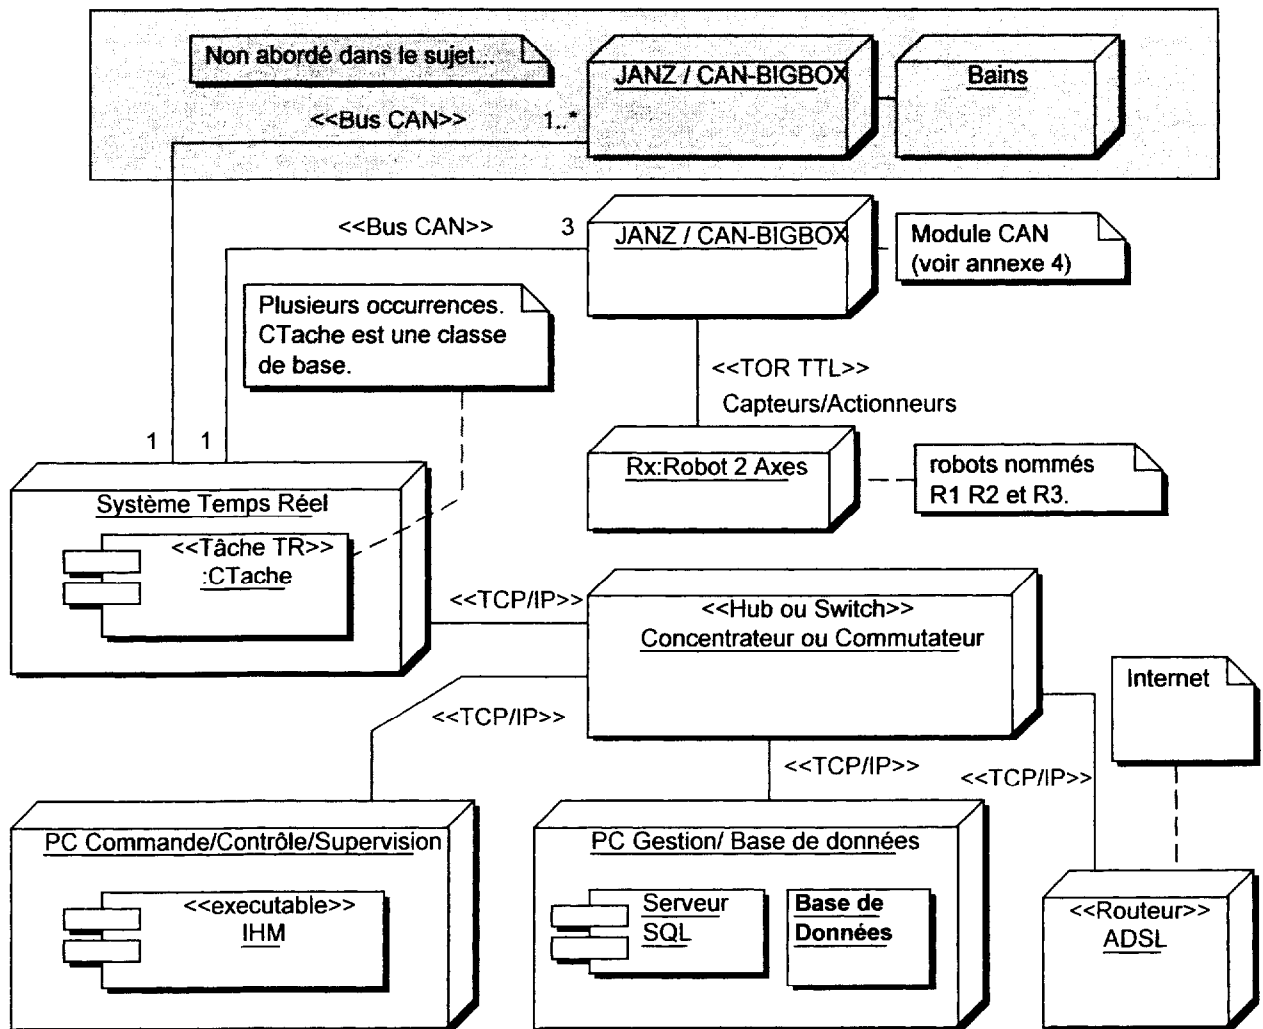 Non abordé dans le sujet...
JANZ / CAN-BIGBOX
Bains
<<Bus CAN>>
1..*
<<Bus CAN>>
3
JANZ / CAN-BIGBOX
Module CAN
(voir annexe 4)
Plusieurs occurrences.
CTache est une classe
de base.
<<TOR TTL>>
Capteurs/Actionneurs
1
1
Rx:Robot 2 Axes
robots nommés
R1 R2 et R3.
Système Temps Réel
<<Tâche TR>>
:CTache
<<TCP/IP>>
<<Hub ou Switch>>
Concentrateur ou Commutateur
Internet
<<TCP/IP>>
<<TCP/IP>>
<<TCP/IP>>
PC Commande/Contrôle/Supervision
<<executable>>
IHM
PC Gestion/ Base de données
Serveur
SQL
Base de
Données
<<Routeur>>
ADSL